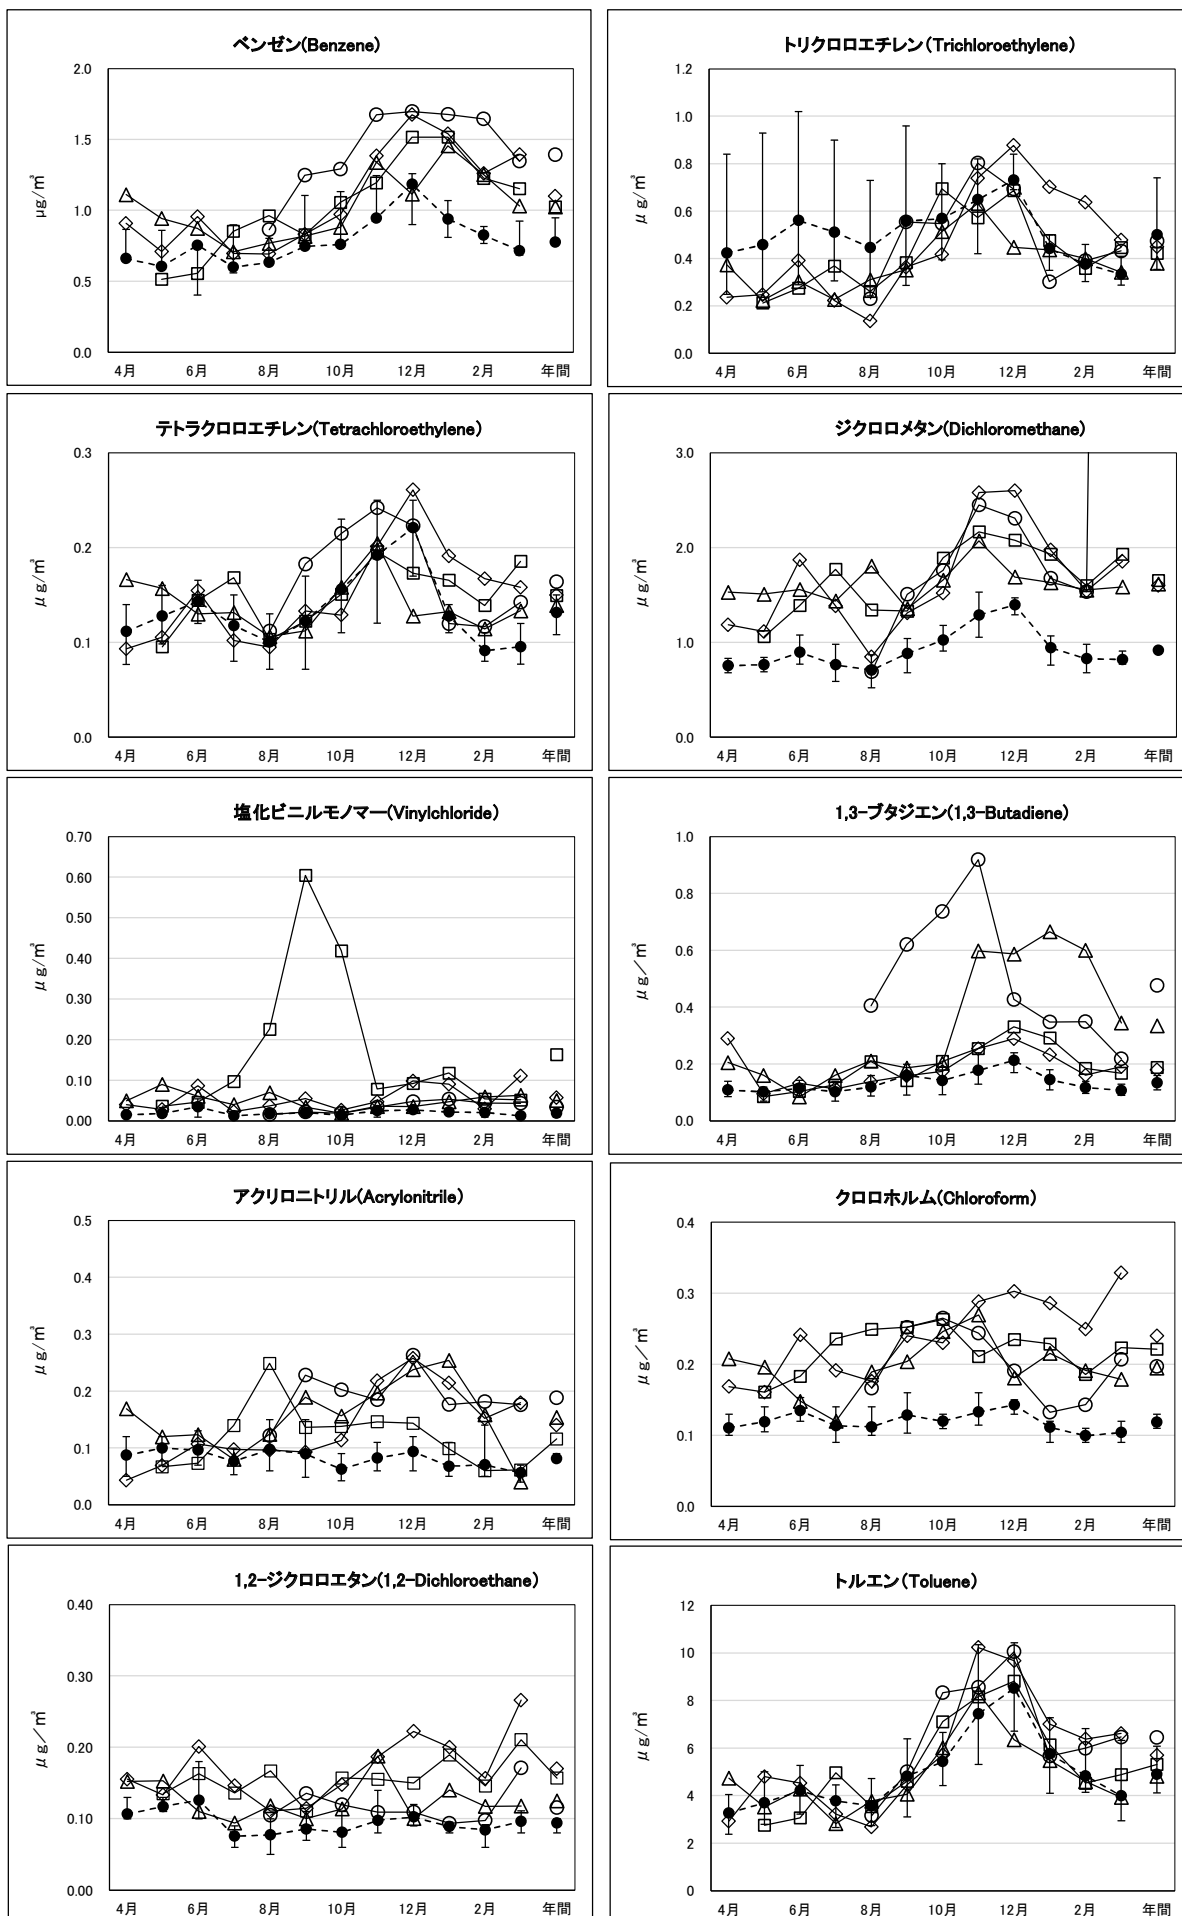 ベンゼン(Benzene)
μg/㎥
2.0
1.5
1.0
0.5
0.0
4月 6月 8月 10月 12月 2月 年間
トリクロロエチレン(Trichloroethylene)
μg/㎥
1.2
1.0
0.8
0.6
0.4
0.2
0.0
4月 6月 8月 10月 12月 2月 年間
テトラクロロエチレン(Tetrachloroethylene)
μg/㎥
0.3
0.2
0.1
0.0
4月 6月 8月 10月 12月 2月 年間
ジクロロメタン(Dichloromethane)
μg/㎥
3.0
2.0
1.0
0.0
4月 6月 8月 10月 12月 2月 年間
塩化ビニルモノマー(Vinylchloride)
μg/㎥
0.70
0.60
0.50
0.40
0.30
0.20
0.10
0.00
4月 6月 8月 10月 12月 2月 年間
1,3-ブタジエン(1,3-Butadiene)
μg/㎥
1.0
0.8
0.6
0.4
0.2
0.0
4月 6月 8月 10月 12月 2月 年間
アクリロニトリル(Acrylonitrile)
μg/㎥
0.5
0.4
0.3
0.2
0.1
0.0
4月 6月 8月 10月 12月 2月 年間
クロロホルム(Chloroform)
μg/㎥
0.4
0.3
0.2
0.1
0.0
4月 6月 8月 10月 12月 2月 年間
1,2-ジクロロエタン(1,2-Dichloroethane)
μg/㎥
0.40
0.30
0.20
0.10
0.00
4月 6月 8月 10月 12月 2月 年間
トルエン(Toluene)
μg/㎥
12
10
8
6
4
2
0
4月 6月 8月 10月 12月 2月 年間